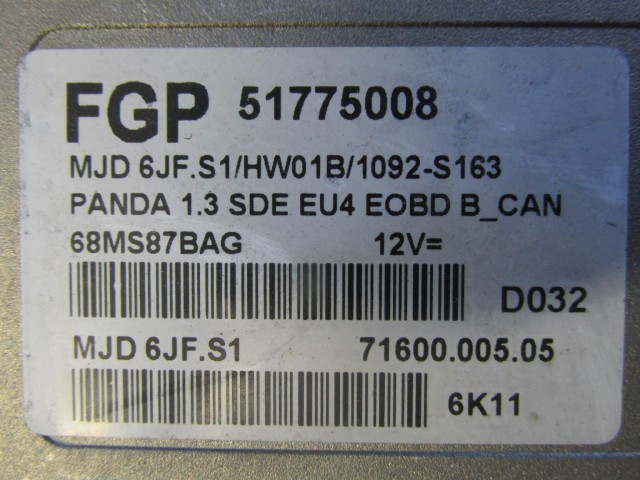 FGP 51775008
MJD 6JF.S1/HW01B/1092-S163
PANDA 1.3 SDE EU4 EOBD B_CAN
68MS87BAG 12V=
D032
MJD 6JF.S1 71600.005.05
6K11